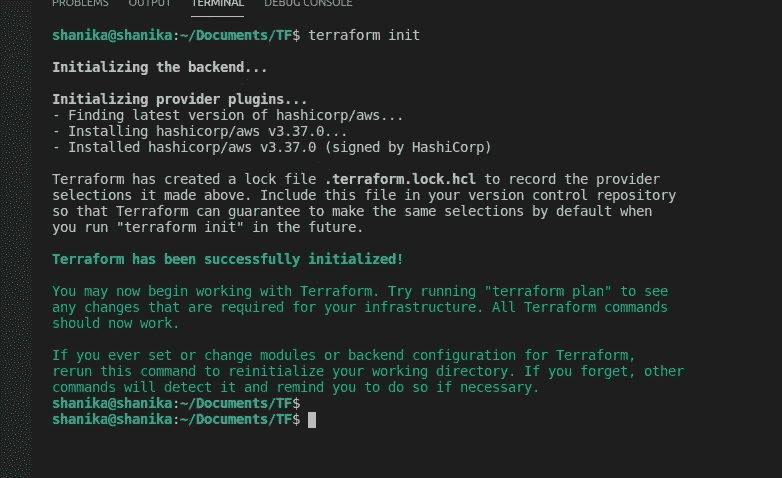 PROBLEMS OUTPUT TERMINAL DEBUG CONSOLE
shanika@shanika:~/Documents/TF$ terraform init
Initializing the backend...
Initializing provider plugins...
- Finding latest version of hashicorp/aws...
- Installing hashicorp/aws v3.37.0...
- Installed hashicorp/aws v3.37.0 (signed by HashiCorp)
Terraform has created a lock file .terraform.lock.hcl to record the provider
selections it made above. Include this file in your version control repository
so that Terraform can guarantee to make the same selections by default when
you run "terraform init" in the future.
Terraform has been successfully initialized!
You may now begin working with Terraform. Try running "terraform plan" to see
any changes that are required for your infrastructure. All Terraform commands
should now work.
If you ever set or change modules or backend configuration for Terraform,
rerun this command to reinitialize your working directory. If you forget, other
commands will detect it and remind you to do so if necessary.
shanika@shanika:~/Documents/TF$
shanika@shanika:~/Documents/TF$